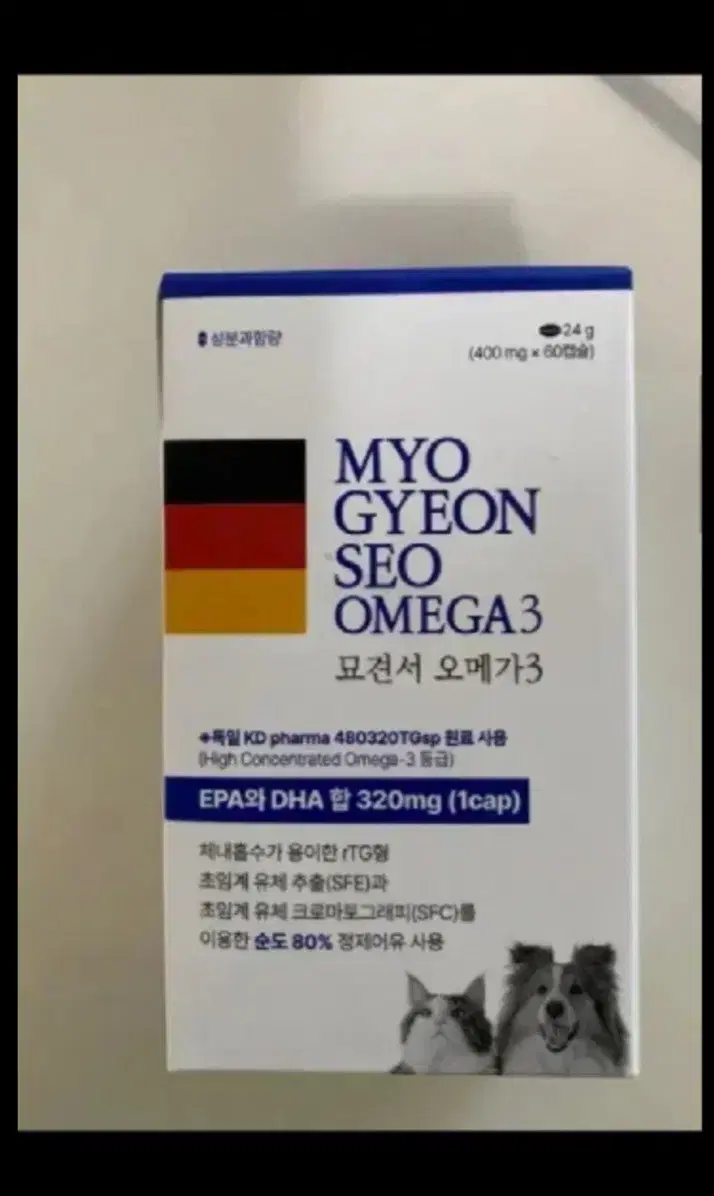 성분과함량
24 g
(400 mg × 60캡슐)
MYO
GYEON
SEO
OMEGA3
묘견서 오메가3
*독일 KD pharma 480320TGsp 원료 사용
(High Concentrated Omega-3 등급)
EPA와 DHA 합 320mg (1cap)
체내흡수가 용이한 rTG형
초임계 유체 추출(SFE)과
초임계 유체 크로마토그래피(SFC)를
이용한 순도 80% 정제어유 사용